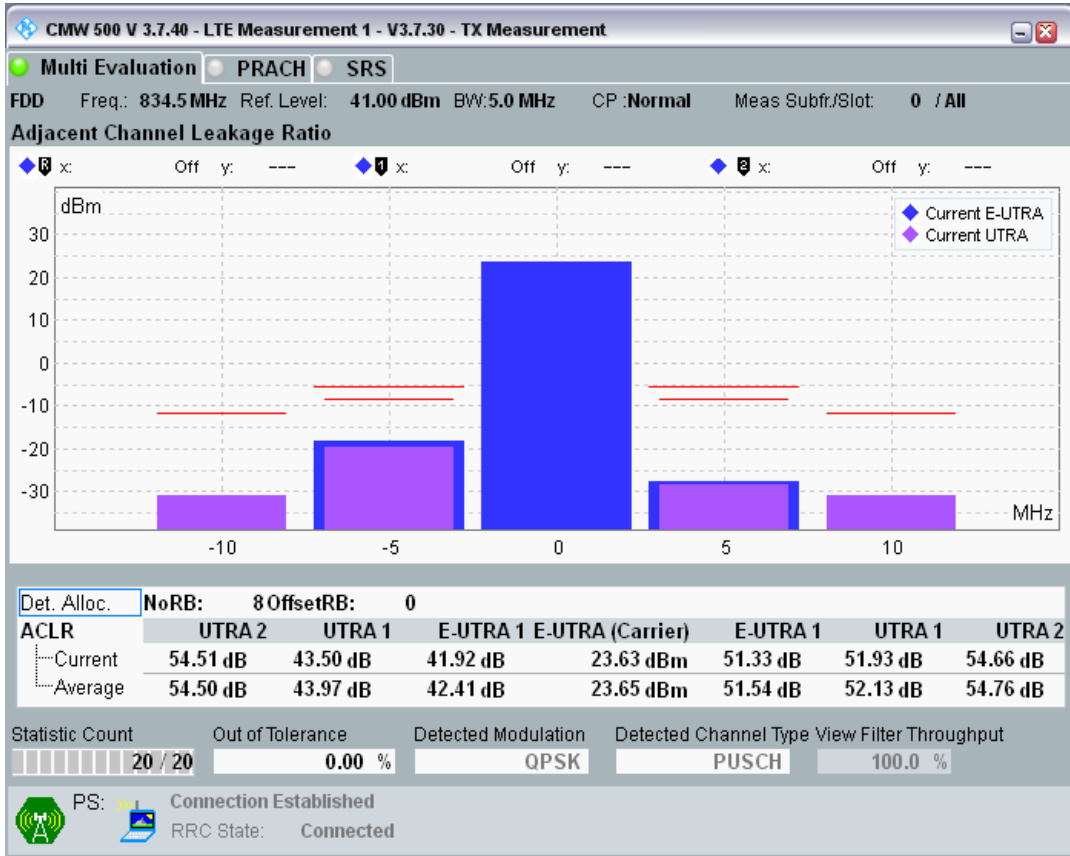 CMW 500 V 3.7.40 - LTE Measurement 1 - V3.7.30 - TX Measurement
Multi Evaluation PRACH SRS
FDD Freq.: 834.5 MHz Ref. Level: 41.00 dBm BW: 5.0 MHz CP : Normal Meas Subfr./Slot: 0 / All
Adjacent Channel Leakage Ratio
R x: Off y: --- 1 x: Off y: --- 2 x: Off y: ---
dBm
Current E-UTRA
Current UTRA
30
20
10
0
-10
-20
-30
MHz
-10 -5 0 5 10
Det. Alloc. NoRB: 8 OffsetRB: 0
ACLR UTRA 2 UTRA 1 E-UTRA 1 E-UTRA (Carrier) E-UTRA 1 UTRA 1 UTRA 2
Current 54.51 dB 43.50 dB 41.92 dB 23.63 dBm 51.33 dB 51.93 dB 54.66 dB
Average 54.50 dB 43.97 dB 42.41 dB 23.65 dBm 51.54 dB 52.13 dB 54.76 dB
Statistic Count Out of Tolerance Detected Modulation Detected Channel Type View Filter Throughput
20 / 20 0.00 % QPSK PUSCH 100.0 %
PS: Connection Established
RRC State: Connected